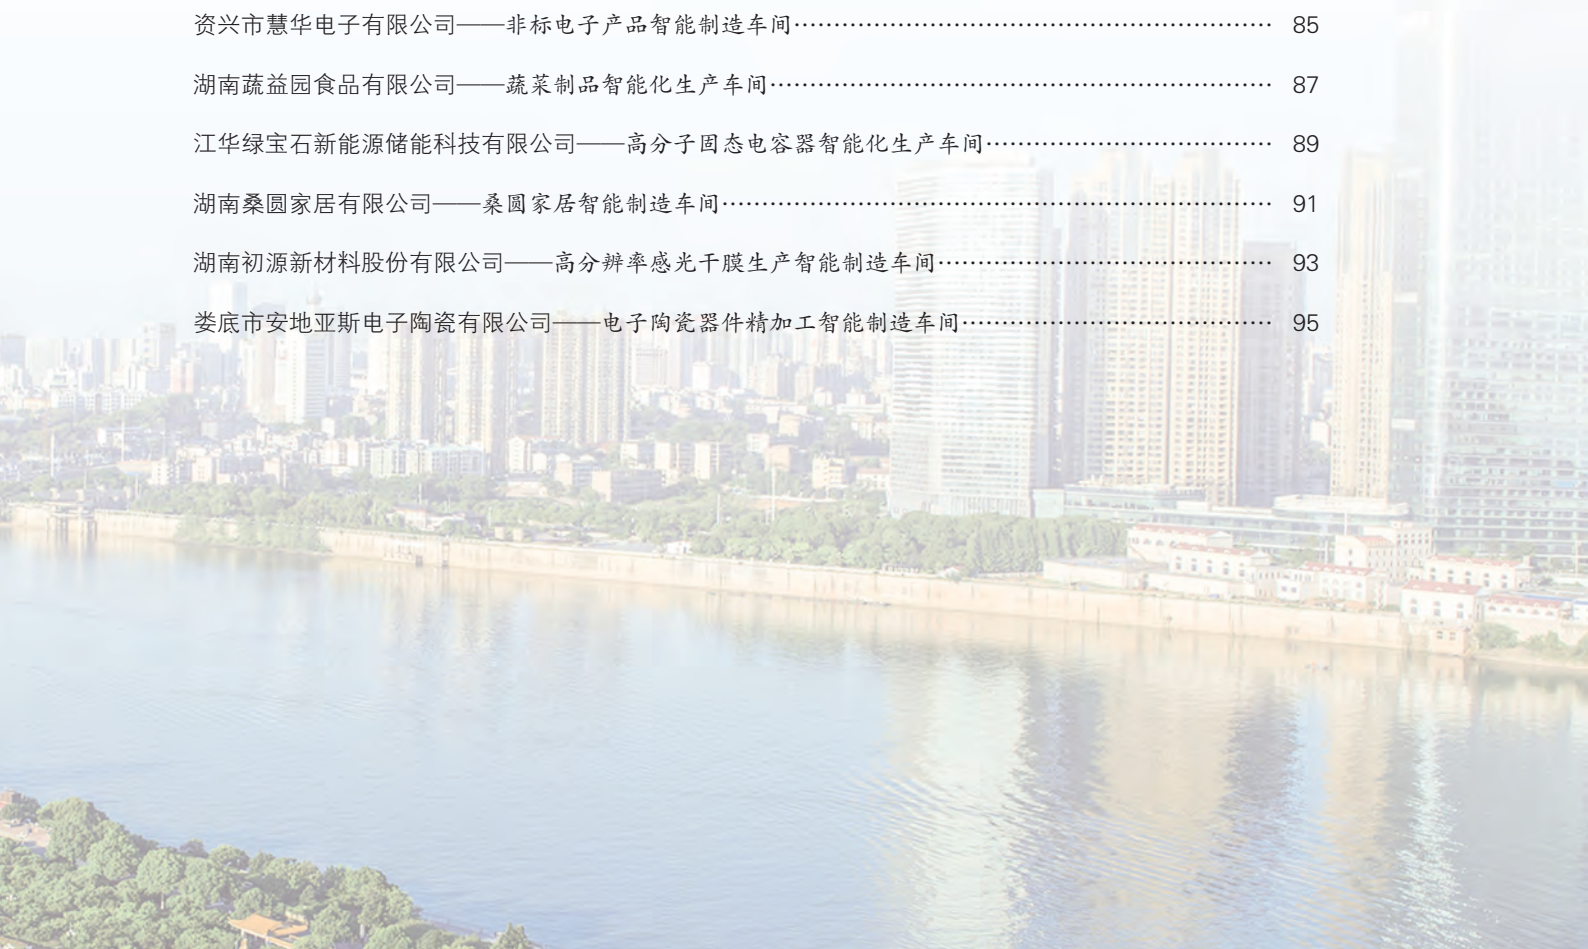 资兴市慧华电子有限公司——非标电子产品智能制造车间…………………………………………………… 85
湖南蔬益园食品有限公司——蔬菜制品智能化生产车间……………………………………………………… 87
江华绿宝石新能源储能科技有限公司——高分子固态电容器智能化生产车间……………………………… 89
湖南桑圆家居有限公司——桑圆家居智能制造车间…………………………………………………………… 91
湖南初源新材料股份有限公司——高分辨率感光干膜生产智能制造车间…………………………………… 93
娄底市安地亚斯电子陶瓷有限公司——电子陶瓷器件精加工智能制造车间………………………………… 95